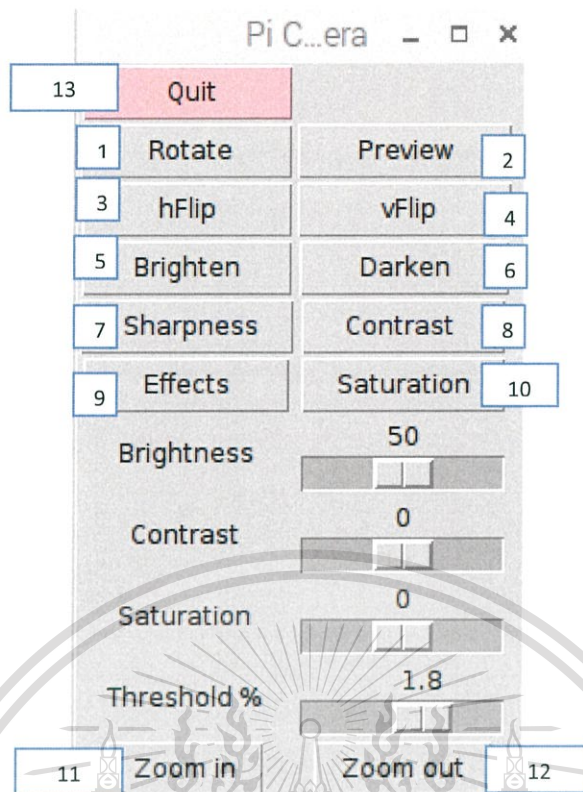 Pi C...era
13 Quit
1 Rotate Preview 2
3 hFlip vFlip 4
5 Brighten Darken 6
7 Sharpness Contrast 8
9 Effects Saturation 10
Brightness 50
Contrast 0
Saturation 0
Threshold % 1.8
11 Zoom in Zoom out 12